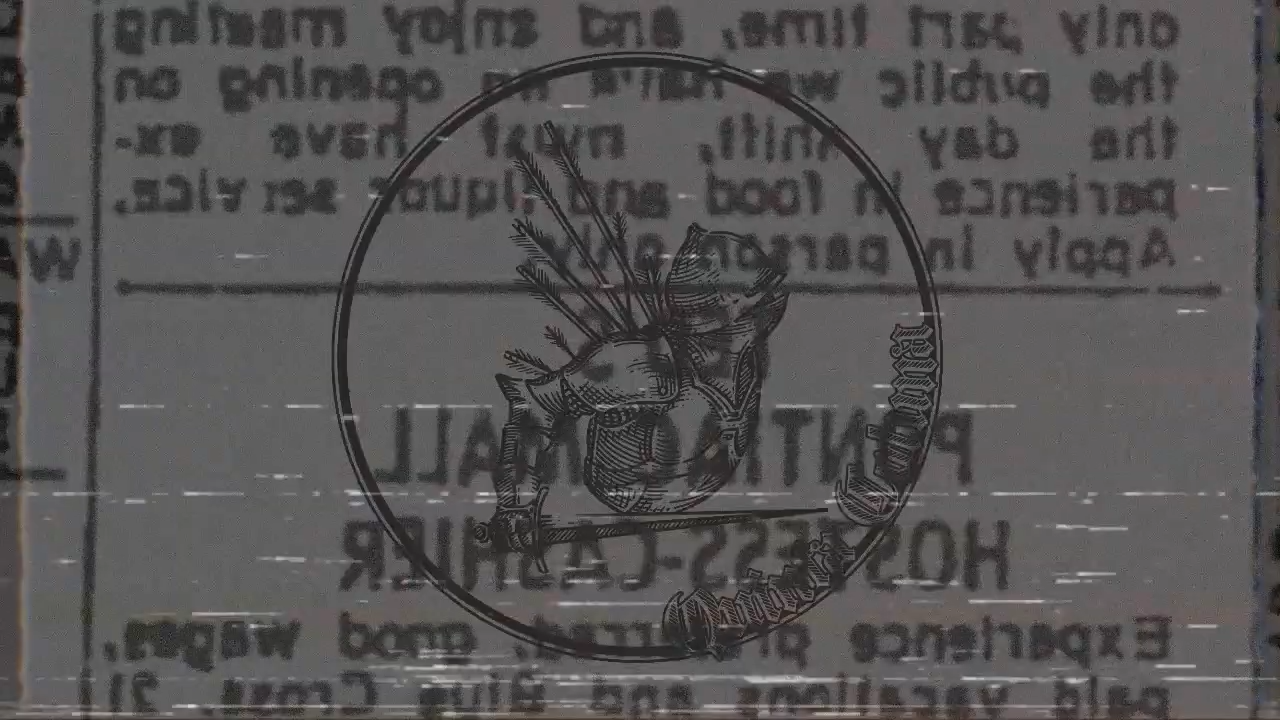 only part time, and enjoy meeting
the public we have an opening on
the day shift, must have ex-
perience in food and liquor service.
Apply in person only
PONTIAC MALL
HOSTESS-CASHIER
Experience preferred, good wages,
paid vacations and Blue Cross. 21